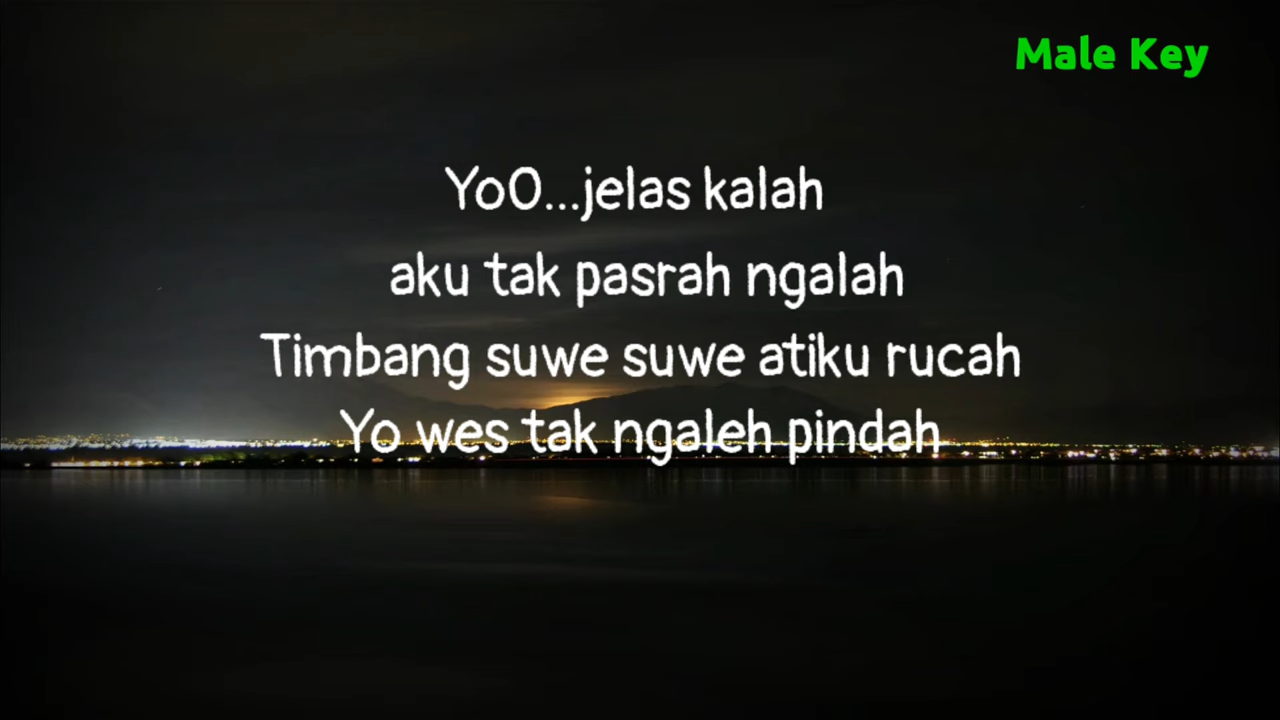 Male Key
YoO...jelas kalah
aku tak pasrah ngalah
Timbang suwe suwe atiku rucah
Yo wes tak ngaleh pindah